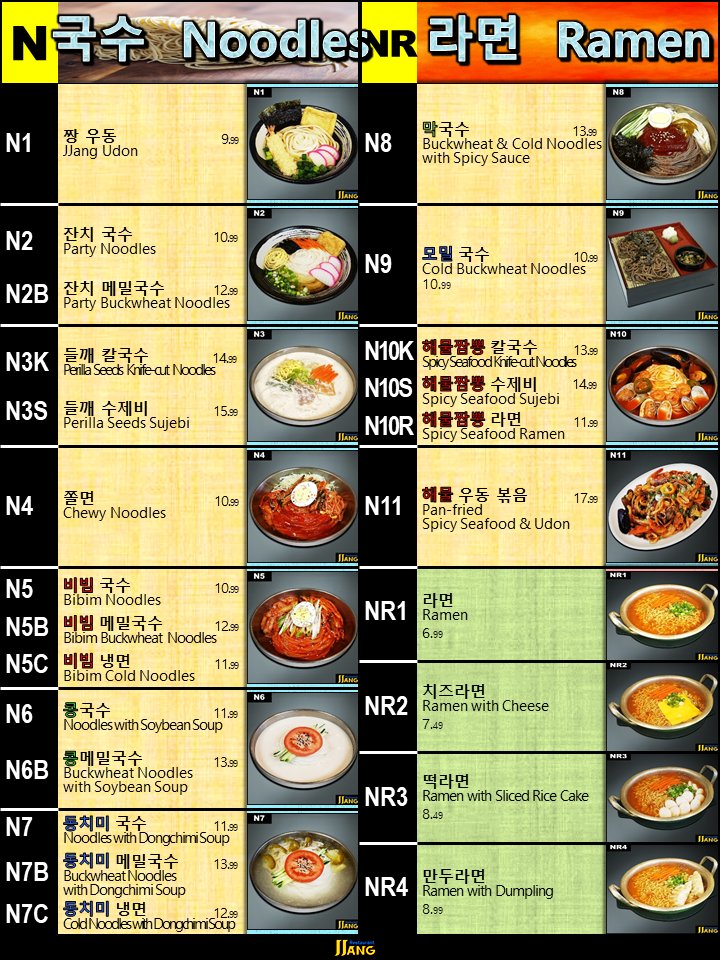 N 국수 Noodles
N1
짱 우동 9.99
JJang Udon
N1
JJANG
N2
잔치 국수 10.99
Party Noodles
N2B
잔치 메밀국수 12.99
Party Buckwheat Noodles
N2
JJANG
N3K
들깨 칼국수 14.99
Perilla Seeds Knife-cut Noodles
N3S
들깨 수제비 15.99
Perilla Seeds Sujebi
N3
JJANG
N4
쫄면 10.99
Chewy Noodles
N4
JJANG
N5
비빔 국수 10.99
Bibim Noodles
N5B
비빔 메밀국수 12.99
Bibim Buckwheat Noodles
N5C
비빔 냉면 11.99
Bibim Cold Noodles
N5
JJANG
N6
콩국수 11.99
Noodles with Soybean Soup
N6B
콩메밀국수 13.99
Buckwheat Noodles
with Soybean Soup
N6
JJANG
N7
동치미 국수 11.99
Noodles with Dongchimi Soup
N7B
동치미 메밀국수 13.99
Buckwheat Noodles
with Dongchimi Soup
N7C
동치미 냉면 12.99
Cold Noodles with Dongchimi Soup
N7
JJANG
NR 라면 Ramen
N8
막국수 13.99
Buckwheat & Cold Noodles
with Spicy Sauce
N8
JJANG
N9
모밀 국수 10.99
Cold Buckwheat Noodles
10.99
N9
JJANG
N10K
해물짬뽕 칼국수 13.99
Spicy Seafood Knife-cut Noodles
N10S
해물짬뽕 수제비 14.99
Spicy Seafood Sujebi
N10R
해물짬뽕 라면 11.99
Spicy Seafood Ramen
N10
JJANG
N11
해물 우동 볶음 17.99
Pan-fried
Spicy Seafood & Udon
N11
JJANG
NR1
라면
Ramen
6.99
NR1
JJANG
NR2
치즈라면
Ramen with Cheese
7.49
NR2
JJANG
NR3
떡라면
Ramen with Sliced Rice Cake
8.49
NR3
JJANG
NR4
만두라면
Ramen with Dumpling
8.99
NR4
JJANG
Restaurant
JJANG